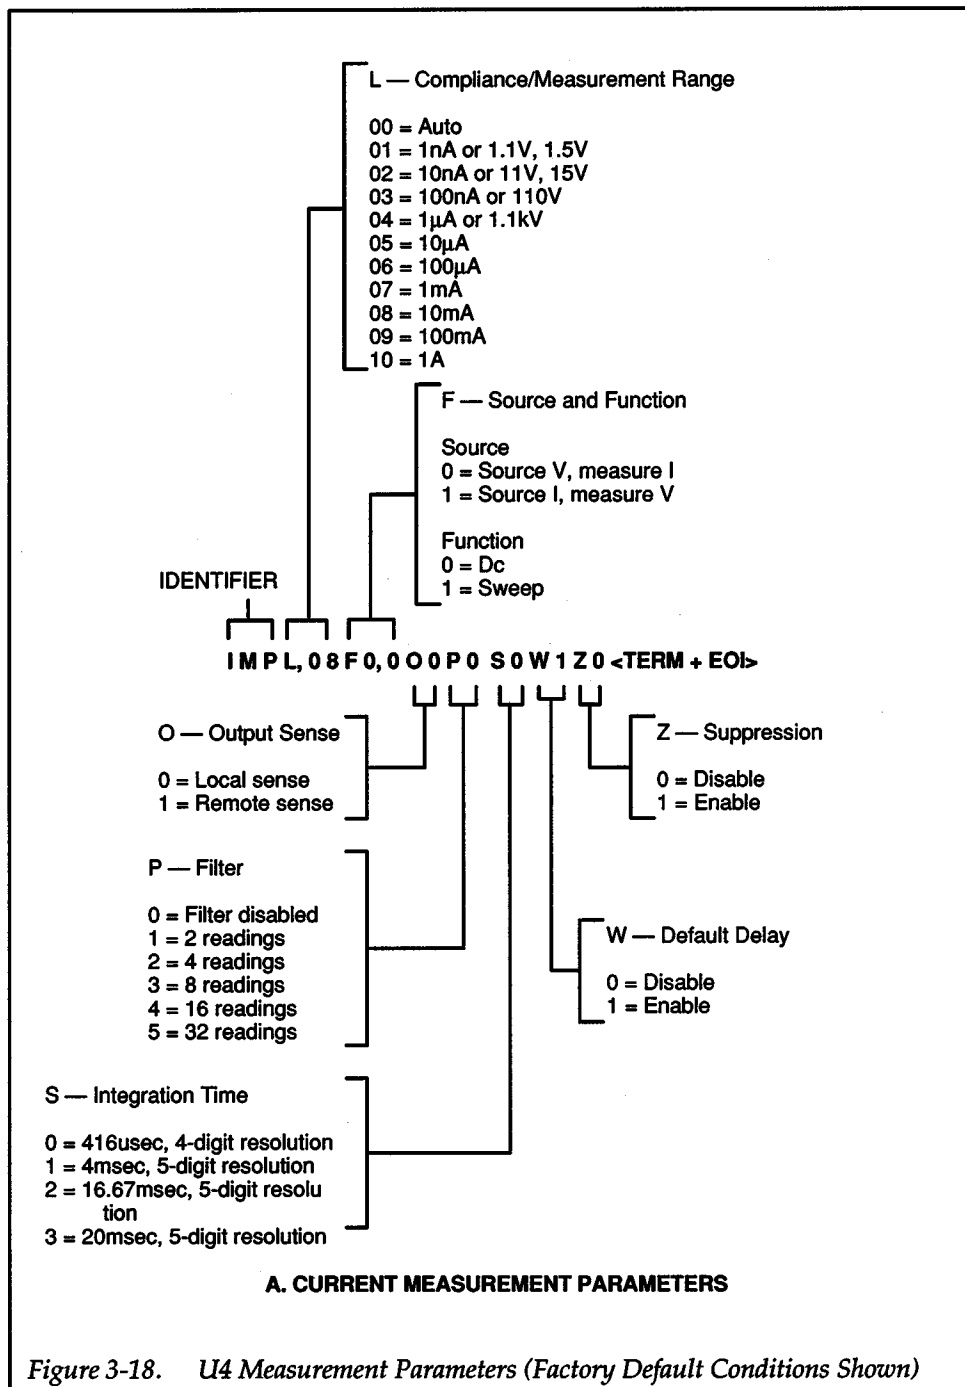 L — Compliance/Measurement Range
00 = Auto
01 = 1nA or 1.1V, 1.5V
02 = 10nA or 11V, 15V
03 = 100nA or 110V
04 = 1µA or 1.1kV
05 = 10µA
06 = 100µA
07 = 1mA
08 = 10mA
09 = 100mA
10 = 1A
F — Source and Function
Source
0 = Source V, measure I
1 = Source I, measure V
Function
0 = Dc
1 = Sweep
IDENTIFIER
I M P L , 0 8 F 0 , 0 O 0 P 0 S 0 W 1 Z 0 <TERM + EOI>
O — Output Sense
0 = Local sense
1 = Remote sense
Z — Suppression
0 = Disable
1 = Enable
P — Filter
0 = Filter disabled
1 = 2 readings
2 = 4 readings
3 = 8 readings
4 = 16 readings
5 = 32 readings
W — Default Delay
0 = Disable
1 = Enable
S — Integration Time
0 = 416usec, 4-digit resolution
1 = 4msec, 5-digit resolution
2 = 16.67msec, 5-digit resolu
tion
3 = 20msec, 5-digit resolution
A. CURRENT MEASUREMENT PARAMETERS
Figure 3-18. U4 Measurement Parameters (Factory Default Conditions Shown)